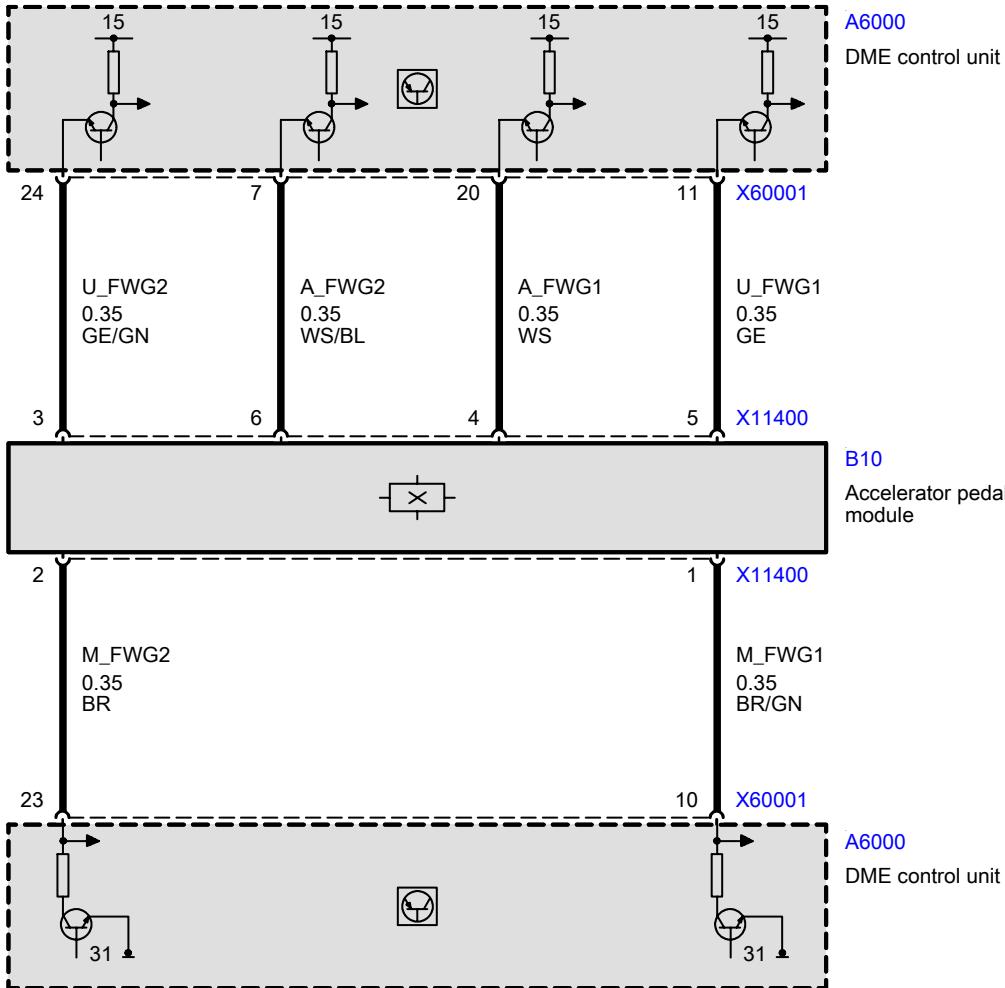 15 15 15 15 A6000
DME control unit
24 7 20 11 X60001
U_FWG2 A_FWG2 A_FWG1 U_FWG1
0.35 0.35 0.35 0.35
GE/GN WS/BL WS GE
3 6 4 5 X11400
B10
Accelerator pedal
module
2 1 X11400
M_FWG2 M_FWG1
0.35 0.35
BR BR/GN
23 10 X60001
A6000
DME control unit
31 31